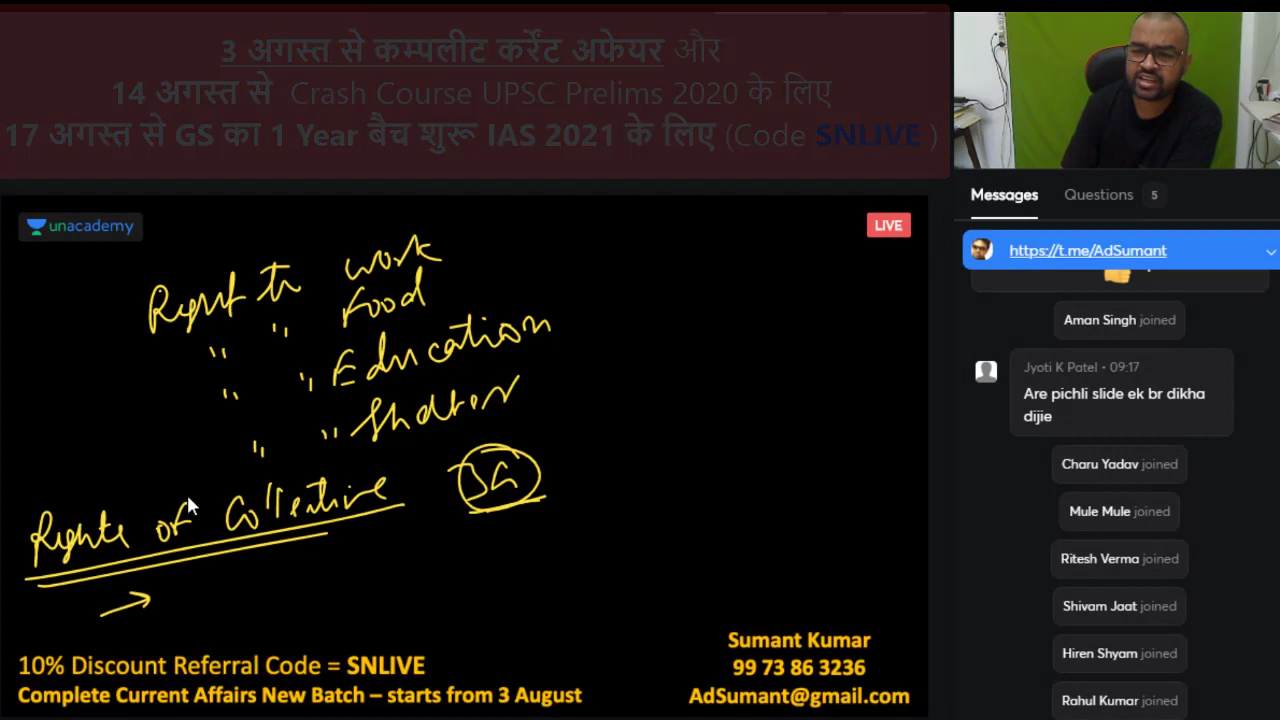 3 अगस्त से कम्पलीट करेंट अफेयर और
14 अगस्त से Crash Course UPSC Prelims 2020 के लिए
17 अगस्त से GS का 1 Year बैच शुरू IAS 2021 के लिए (Code SNLIVE )
unacademy
LIVE
Right to work
" " Food
" " Education
" " Shelter
Rights of Collective
→
10% Discount Referral Code = SNLIVE
Complete Current Affairs New Batch – starts from 3 August
Sumant Kumar
99 73 86 3236
AdSumant@gmail.com
Messages Questions 5
https://t.me/AdSumant
Aman Singh joined
Jyoti K Patel • 09:17
Are pichli slide ek br dikha
dijie
Charu Yadav joined
Mule Mule joined
Ritesh Verma joined
Shivam Jaat joined
Hiren Shyam joined
Rahul Kumar joined